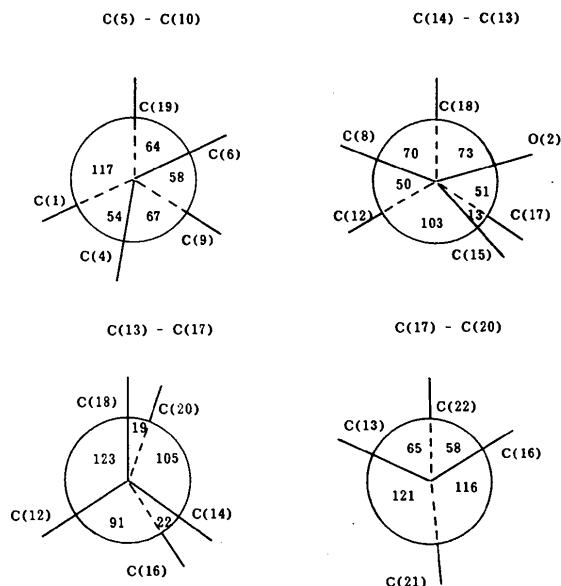 C(5) - C(10)
C(19)
64
C(6)
117
58
C(1)
54
67
C(9)
C(4)
C(14) - C(13)
C(18)
C(8)
O(2)
70
73
50
51
C(12)
13
C(17)
103
C(15)
C(13) - C(17)
C(18)
C(20)
19
123
105
C(12)
91
22
C(14)
C(16)
C(17) - C(20)
C(22)
C(13)
65
58
C(16)
121
116
C(21)